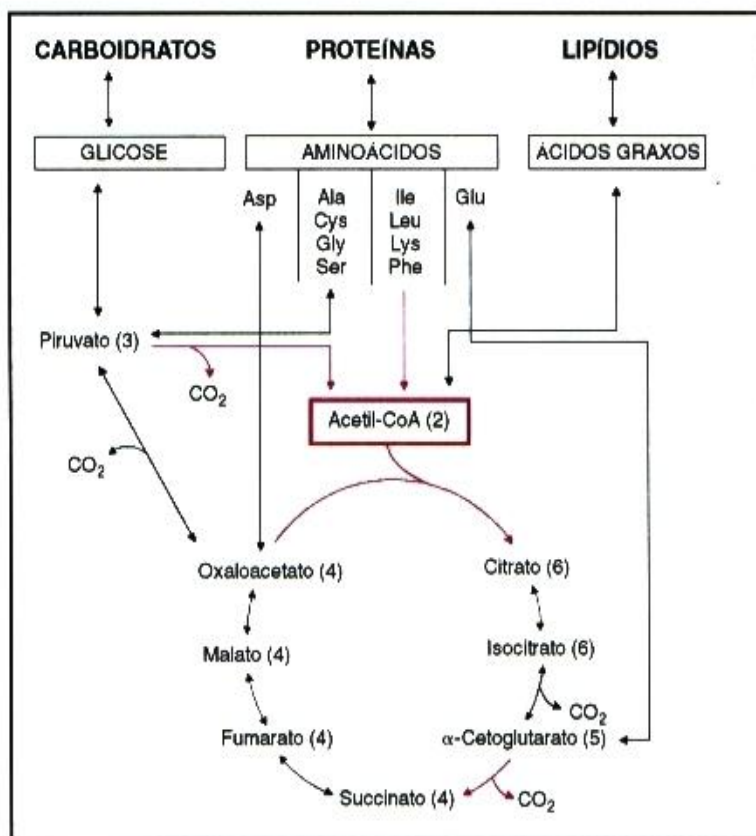 CARBOIDRATOS PROTEÍNAS LIPÍDIOS
GLICOSE AMINOÁCIDOS ÁCIDOS GRAXOS
Asp Ala Ile Glu
Cys Leu
Gly Lys
Ser Phe
Piruvato (3)
CO₂
Acetil-CoA (2)
CO₂
Oxaloacetato (4) Citrato (6)
Malato (4) Isocitrato (6)
CO₂
Fumarato (4) α-Cetoglutarato (5)
Succinato (4) CO₂